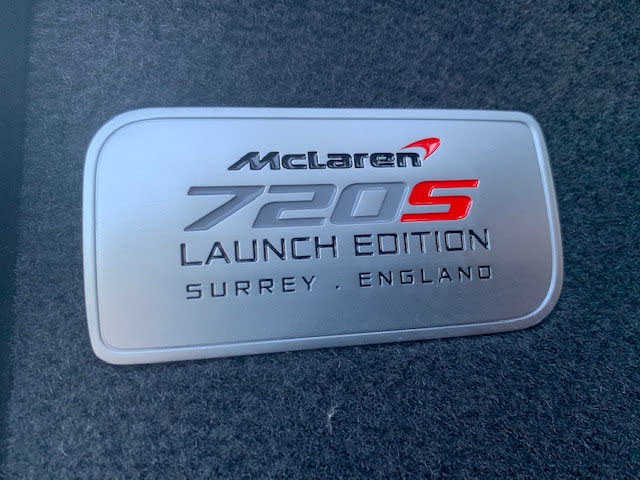 McLaren
720S
LAUNCH EDITION
SURREY . ENGLAND